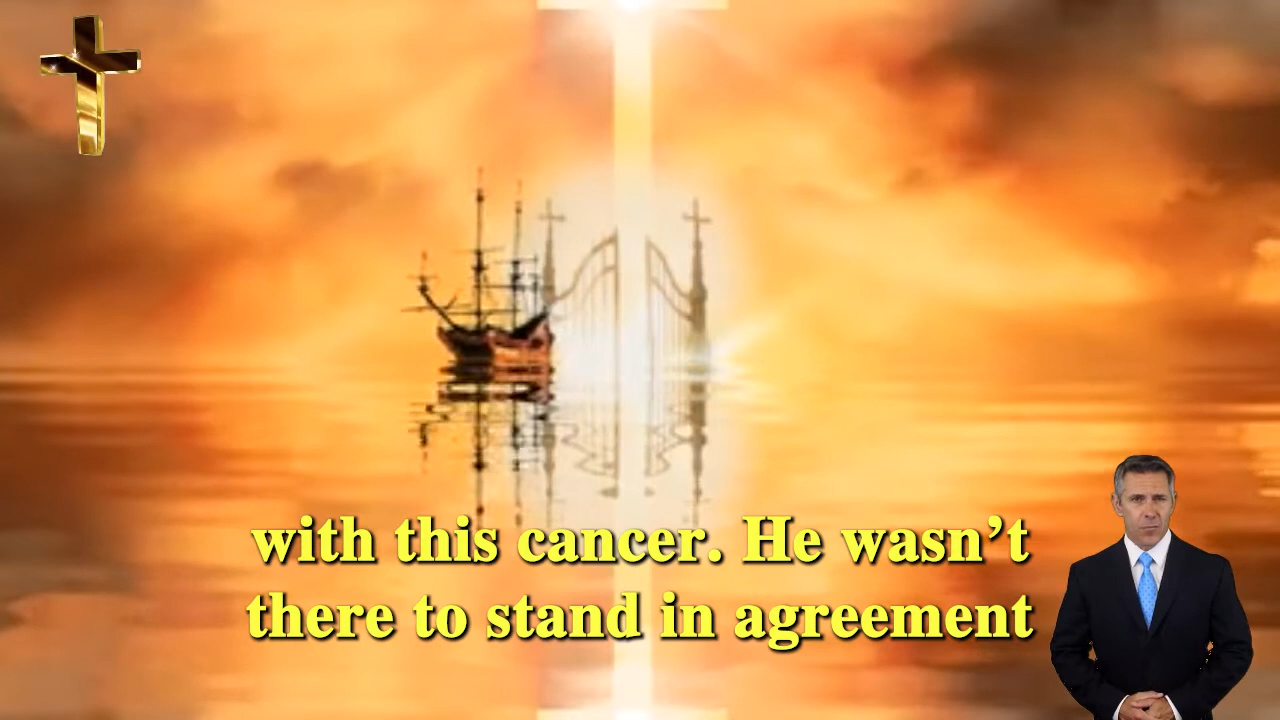 with this cancer. He wasn’t
there to stand in agreement